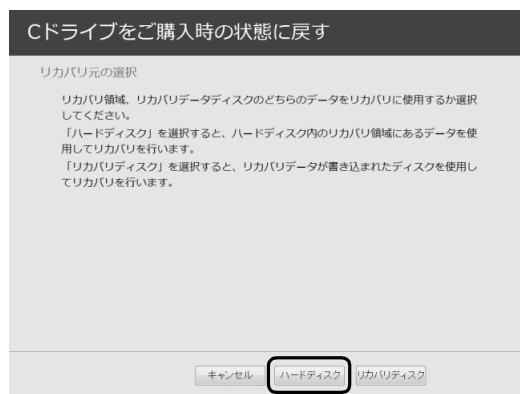 Cドライブをご購入時の状態に戻す
リカバリ元の選択
リカバリ領域、リカバリデータディスクのどちらのデータをリカバリに使用するか選択
してください。
「ハードディスク」を選択すると、ハードディスク内のリカバリ領域にあるデータを使
用してリカバリを行います。
「リカバリディスク」を選択すると、リカバリデータが書き込まれたディスクを使用し
てリカバリを行います。
キャンセル ハードディスク リカバリディスク